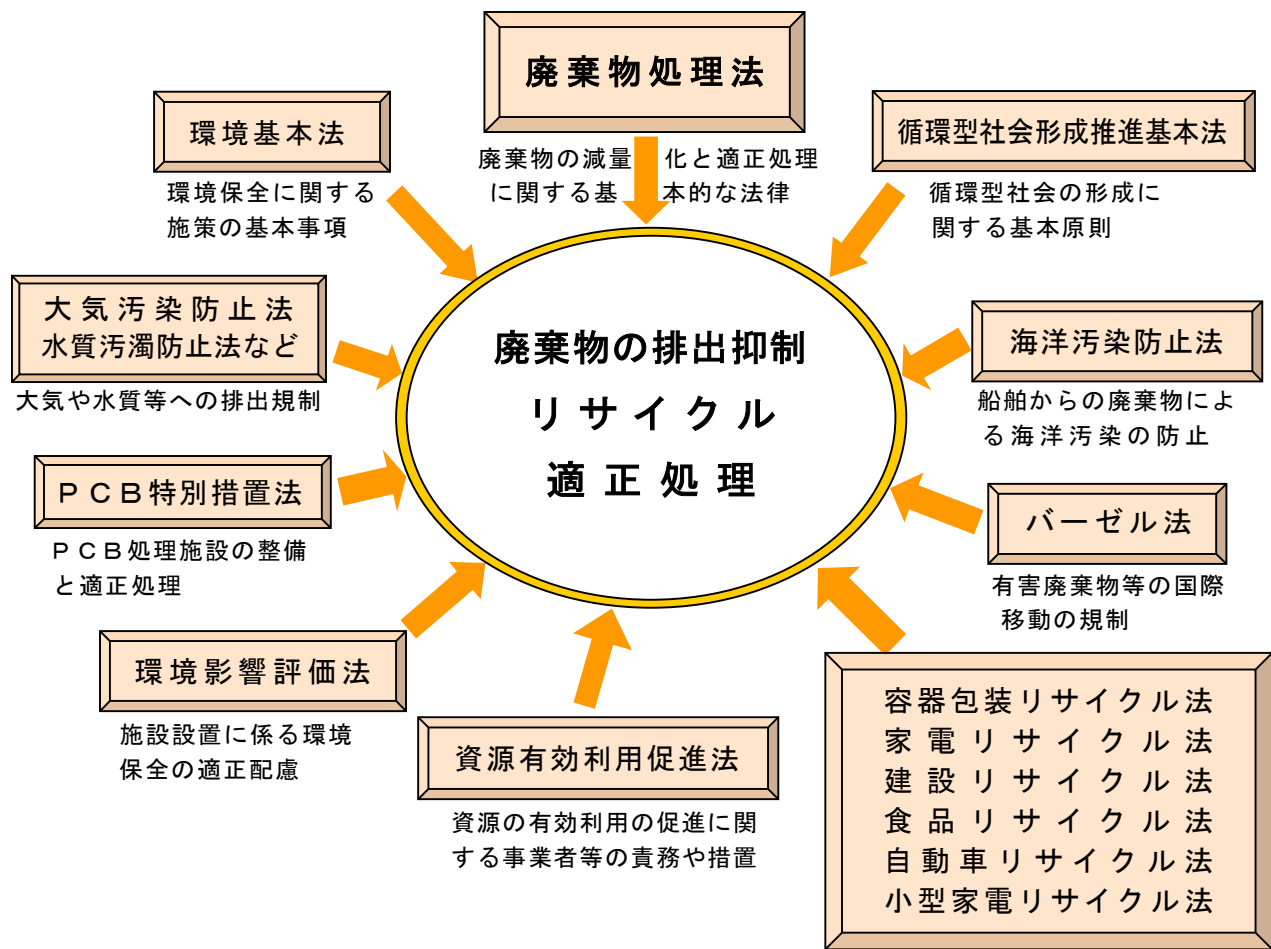 廃棄物処理法
廃棄物の減量化と適正処理
に関する基本的な法律
環境基本法
環境保全に関する
施策の基本事項
循環型社会形成推進基本法
循環型社会の形成に
関する基本原則
大気汚染防止法
水質汚濁防止法など
大気や水質等への排出規制
廃棄物の排出抑制
リサイクル
適正処理
海洋汚染防止法
船舶からの廃棄物によ
る海洋汚染の防止
PCB特別措置法
PCB処理施設の整備
と適正処理
バーゼル法
有害廃棄物等の国際
移動の規制
環境影響評価法
施設設置に係る環境
保全の適正配慮
資源有効利用促進法
資源の有効利用の促進に関
する事業者等の責務や措置
容器包装リサイクル法
家電リサイクル法
建設リサイクル法
食品リサイクル法
自動車リサイクル法
小型家電リサイクル法